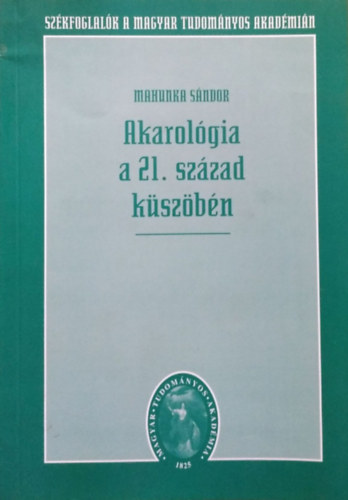 SZÉKFOGLALÓK A MAGYAR TUDOMÁNYOS AKADÉMIÁN
MAHUNKA SÁNDOR
Akarológia
a 21. század
küszöbén
MAGYAR · TUDOMÁNYOS · AKADÉMIA
1825